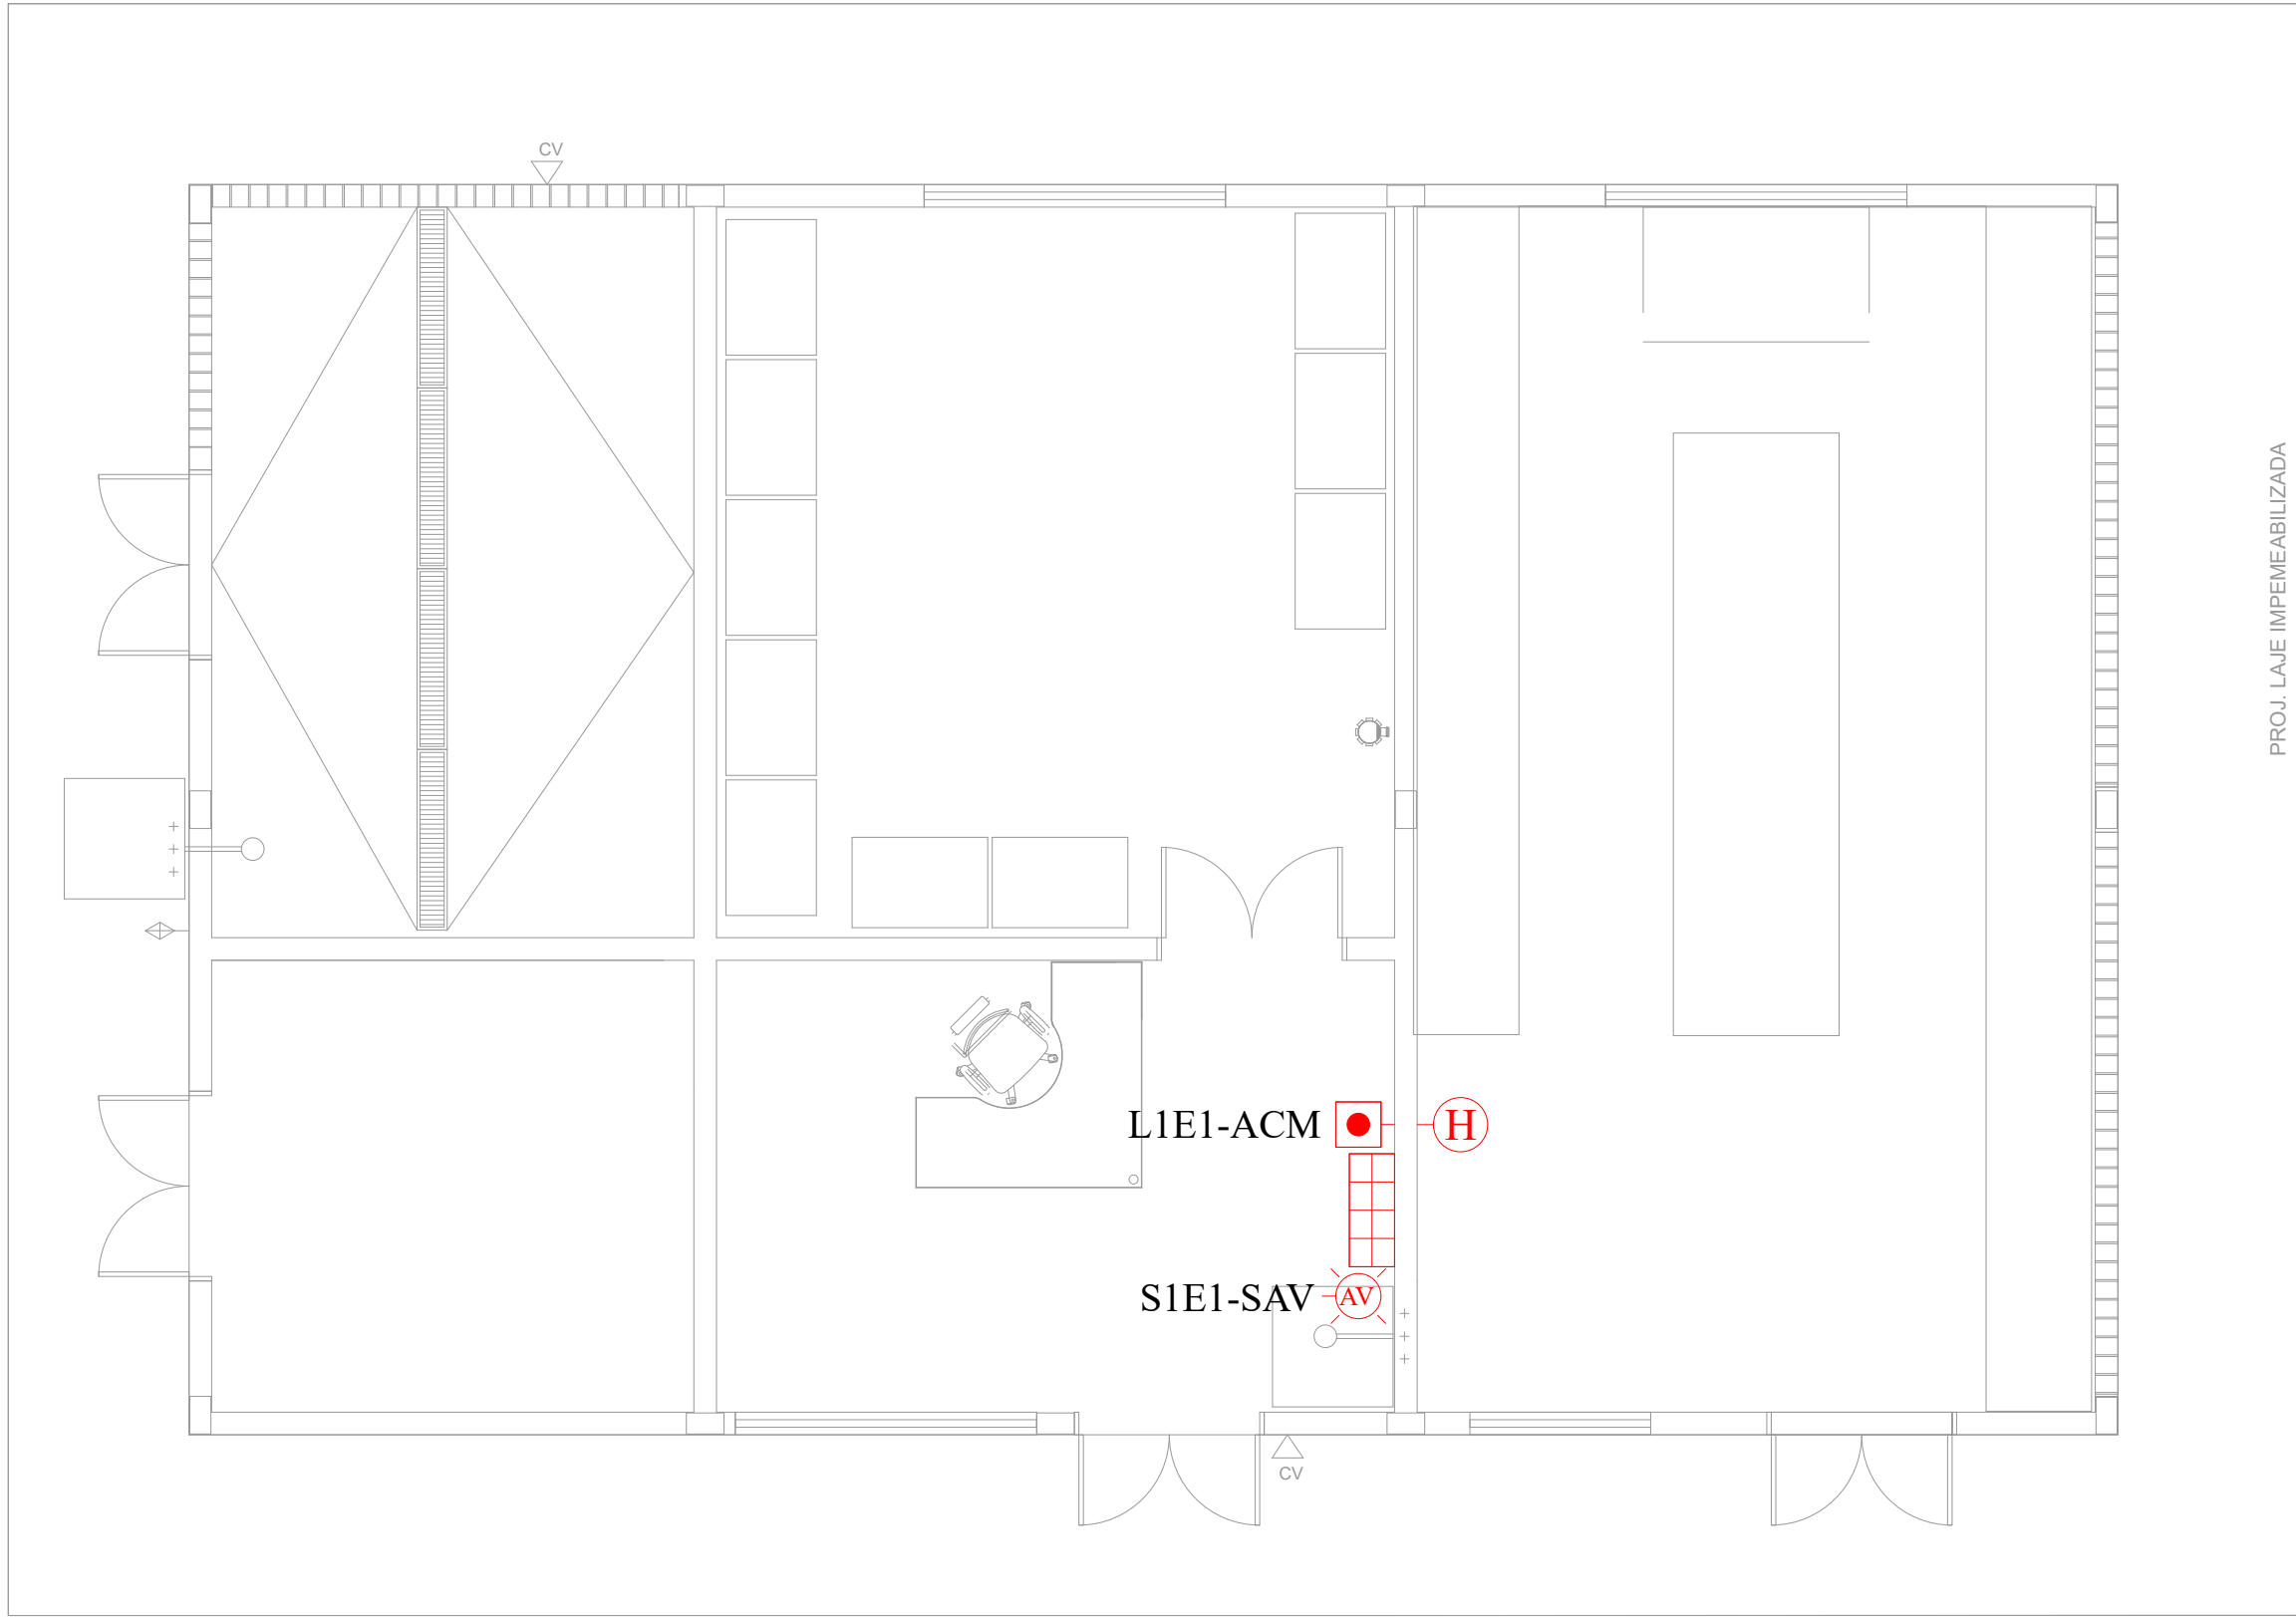 CV
PROJ. LAJE IMPEMEABILIZADA
L1E1-ACM
H
S1E1-SAV
AV
CV